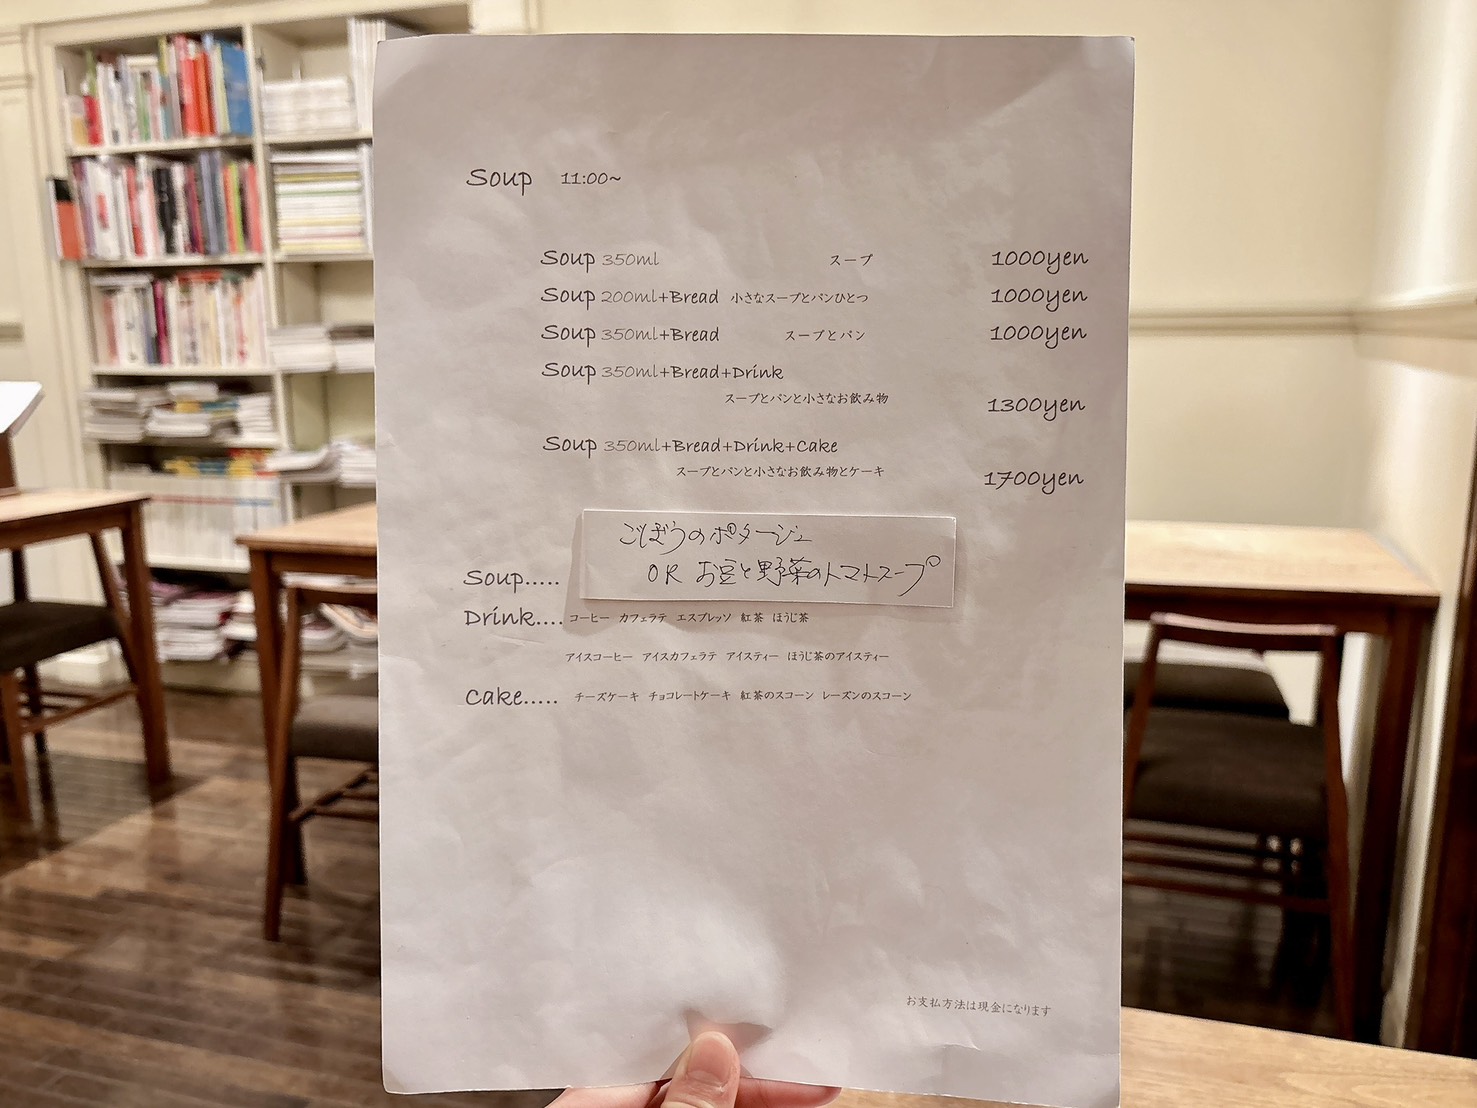 Soup 11:00~
Soup 350ml スープ 1000yen
Soup 200ml+Bread 小さなスープとパンひとつ 1000yen
Soup 350ml+Bread スープとパン 1000yen
Soup 350ml+Bread+Drink
スープとパンと小さなお飲み物 1300yen
Soup 350ml+Bread+Drink+Cake
スープとパンと小さなお飲み物とケーキ 1700yen
ごぼうのポタージュ
OR お豆と野菜のトマトスープ
Soup.....
Drink.... コーヒー カフェラテ エスプレッソ 紅茶 ほうじ茶
アイスコーヒー アイスカフェラテ アイスティー ほうじ茶のアイスティー
Cake..... チーズケーキ チョコレートケーキ 紅茶のスコーン レーズンのスコーン
お支払方法は現金になります